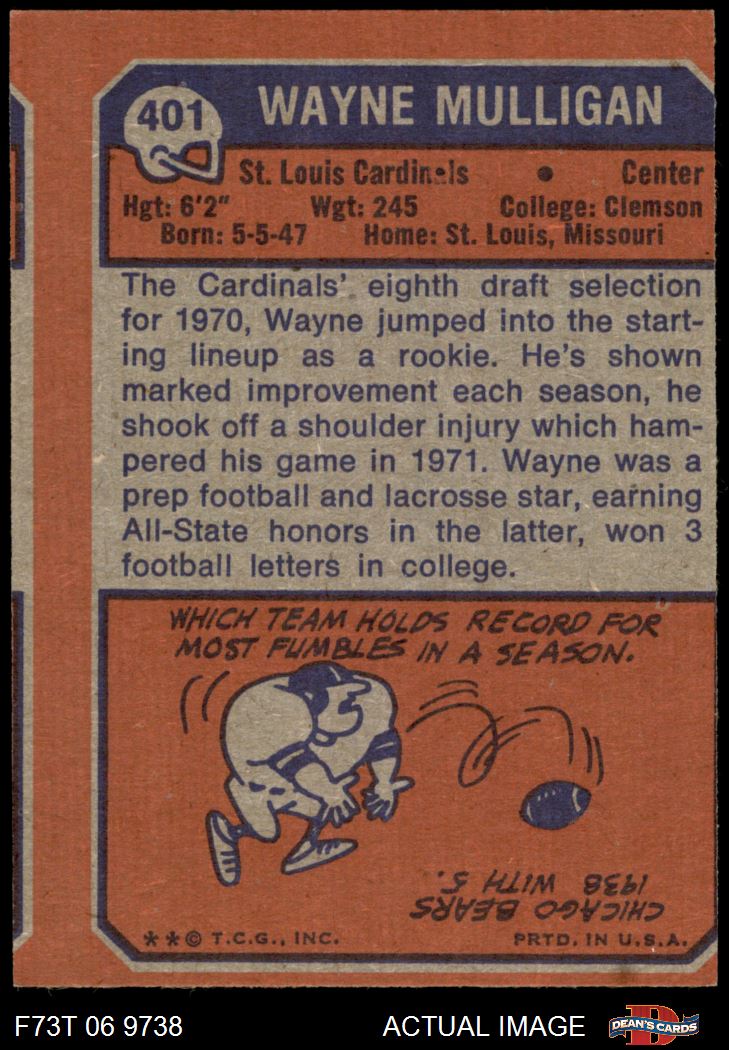 401 WAYNE MULLIGAN
St. Louis Cardinals • Center
Hgt: 6'2" Wgt: 245 College: Clemson
Born: 5-5-47 Home: St. Louis, Missouri
The Cardinals' eighth draft selection
for 1970, Wayne jumped into the start-
ing lineup as a rookie. He's shown
marked improvement each season, he
shook off a shoulder injury which ham-
pered his game in 1971. Wayne was a
prep football and lacrosse star, earning
All-State honors in the latter, won 3
football letters in college.
WHICH TEAM HOLDS RECORD FOR
MOST FUMBLES IN A SEASON.
CHICAGO BEARS
1938 WITH 5.
**© T.C.G., INC. PRTD. IN U.S.A.
F73T 06 9738 ACTUAL IMAGE D DEAN'S CARDS